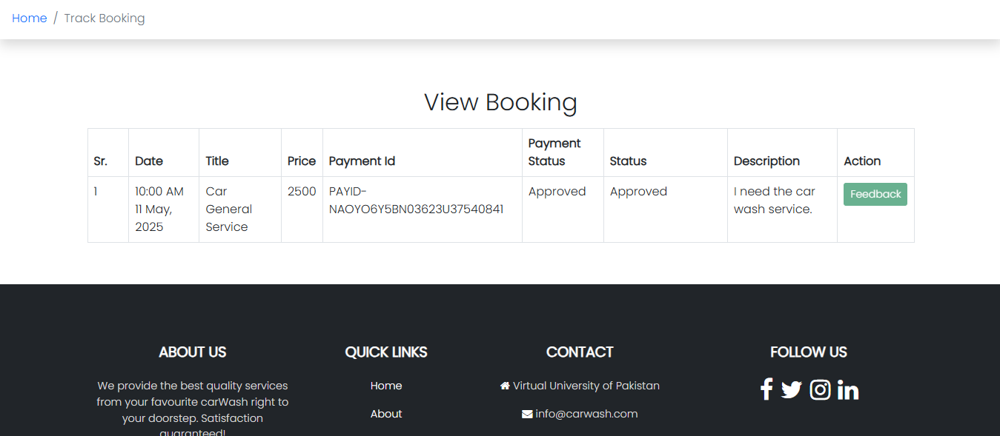 Home / Track Booking
View Booking
Sr. Date Title Price Payment Id Payment Status Status Description Action
1 10:00 AM 11 May, 2025 Car General Service 2500 PAYID-NAOYO6Y5BN03623U37540841 Approved Approved I need the car wash service. Feedback
ABOUT US
We provide the best quality services
from your favourite carWash right to
your doorstep. Satisfaction
guaranteed!
QUICK LINKS
Home
About
CONTACT
Virtual University of Pakistan
info@carwash.com
FOLLOW US